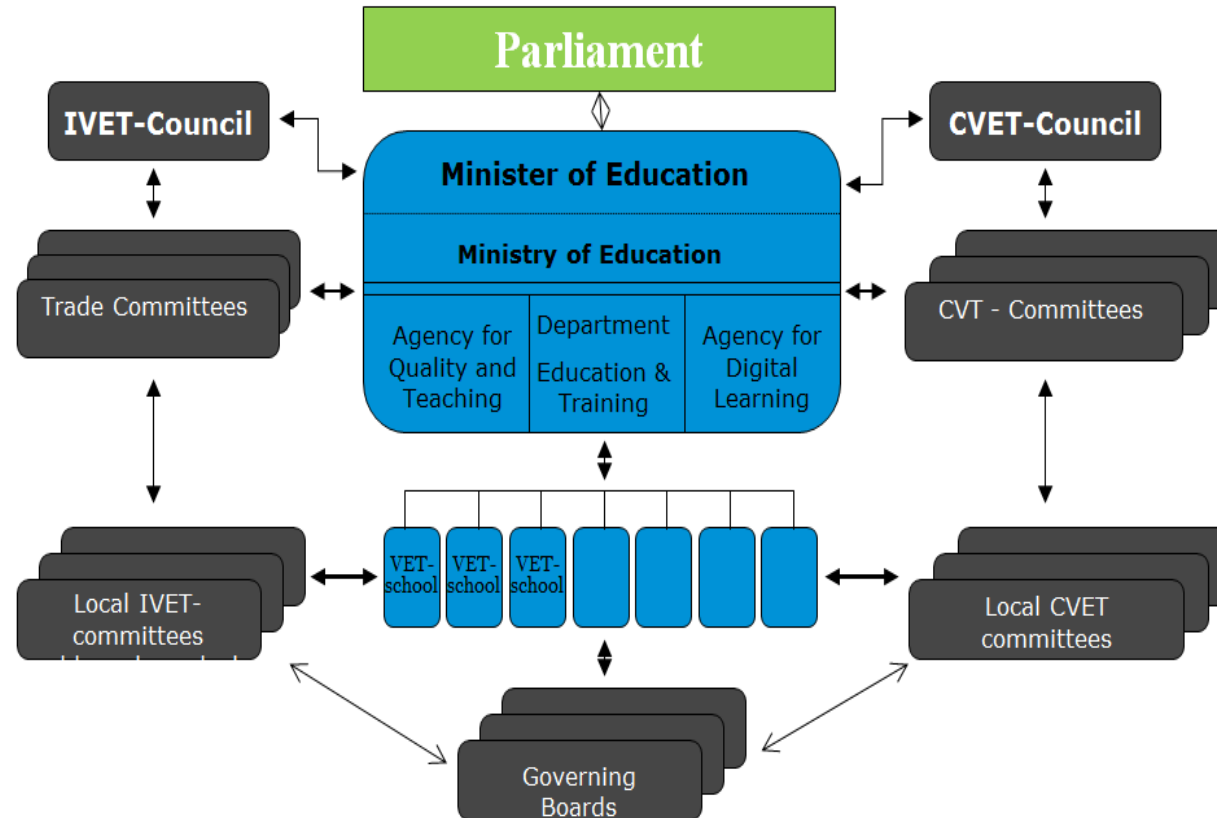 Parliament
IVET-Council
CVET-Council
Minister of Education
Ministry of Education
Trade Committees
Agency for
Quality and
Teaching
Department
Education &
Training
Agency for
Digital
Learning
CVT - Committees
VET-
school
VET-
school
VET-
school
Local IVET-
committees
Local CVET
committees
Governing
Boards